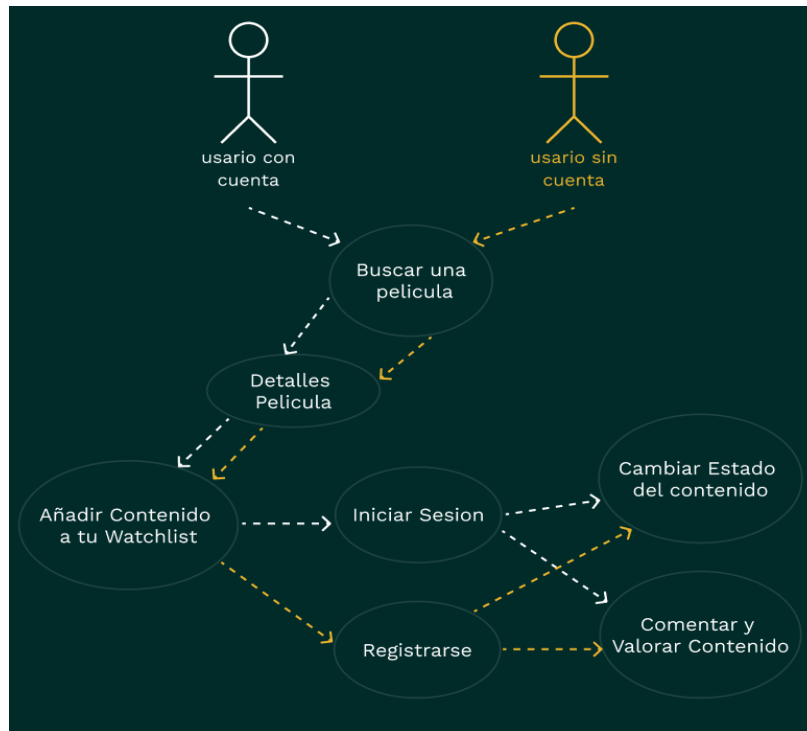 usario con
cuenta
usario sin
cuenta
Buscar una
pelicula
Detalles
Pelicula
Cambiar Estado
del contenido
Añadir Contenido
a tu Watchlist
Iniciar Sesion
Comentar y
Valorar Contenido
Registrarse